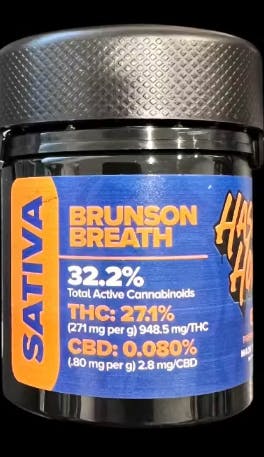 SATIVA
BRUNSON
BREATH
32.2%
Total Active Cannabinoids
THC: 27.1%
(271 mg per g) 948.5 mg/THC
CBD: 0.080%
(.80 mg per g) 2.8 mg/CBD